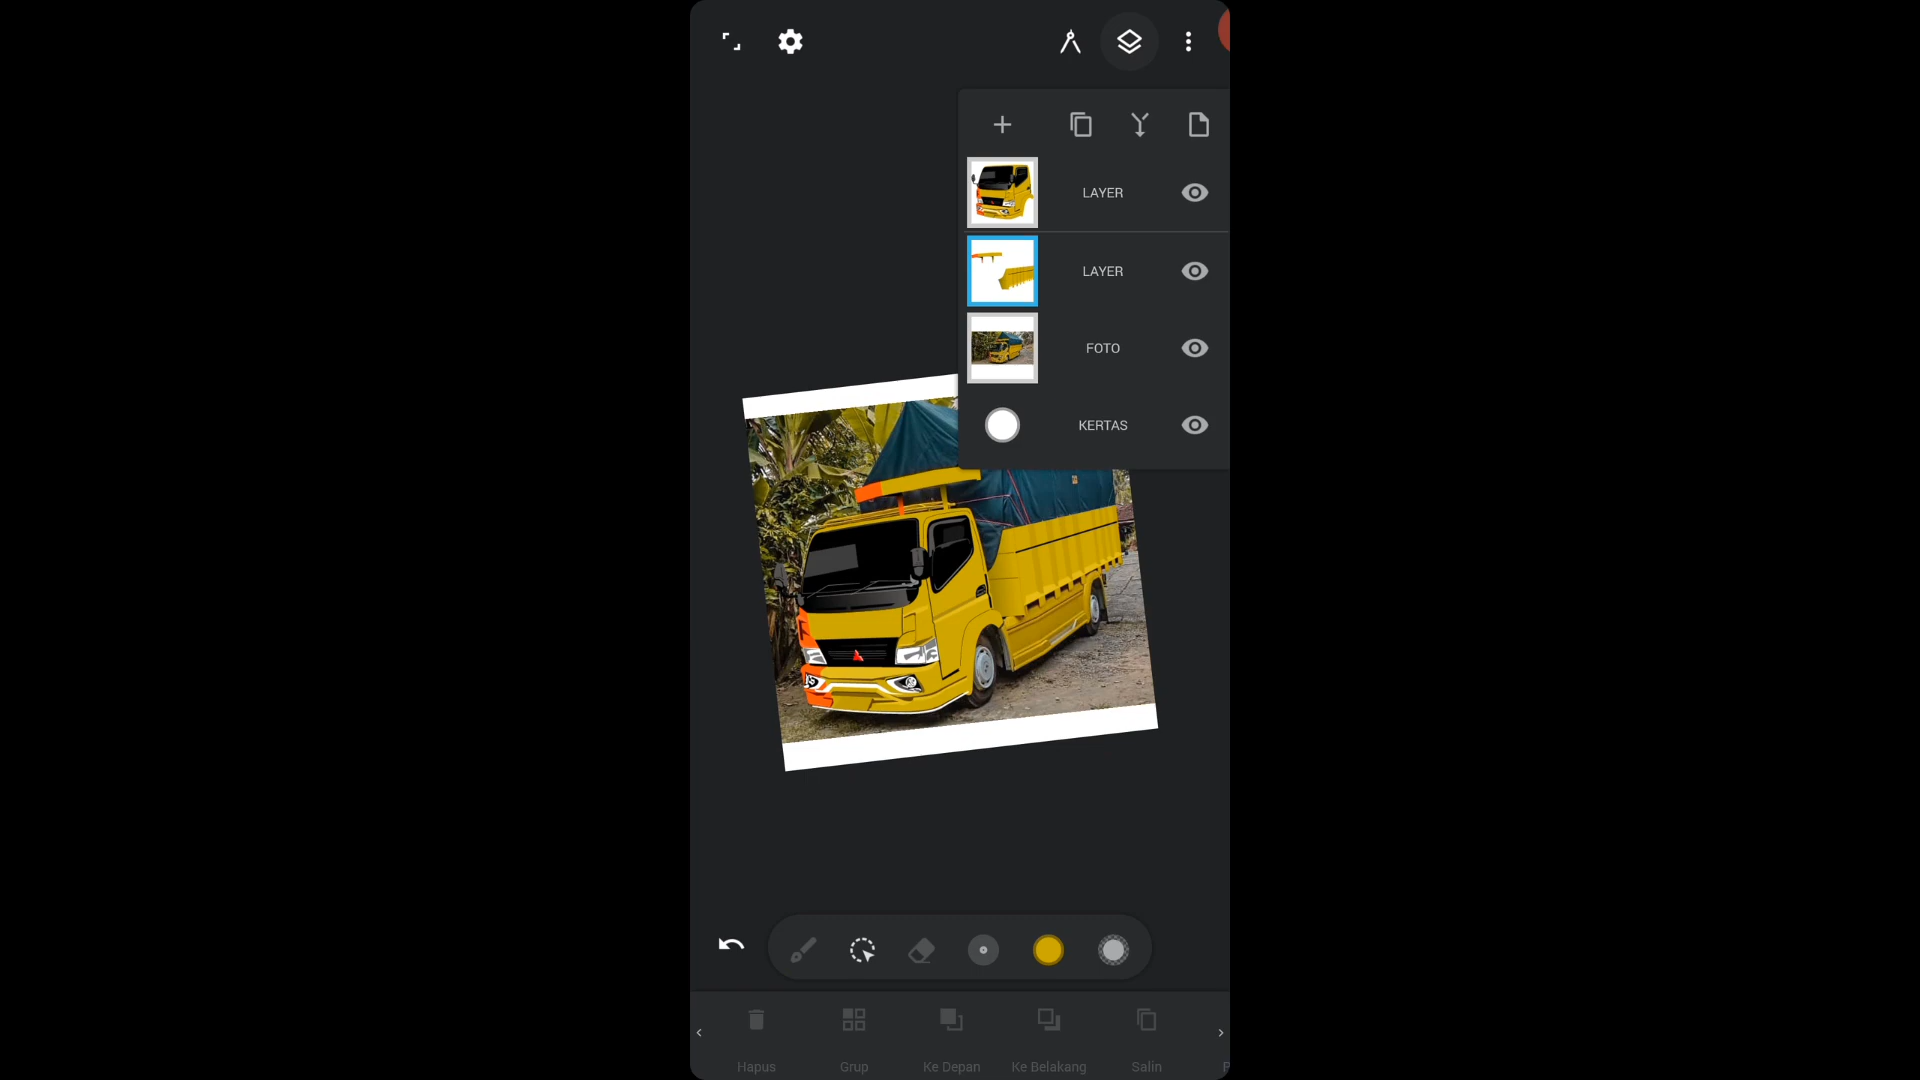 LAYER
LAYER
FOTO
KERTAS
Hapus
Grup
Ke Depan
Ke Belakang
Salin